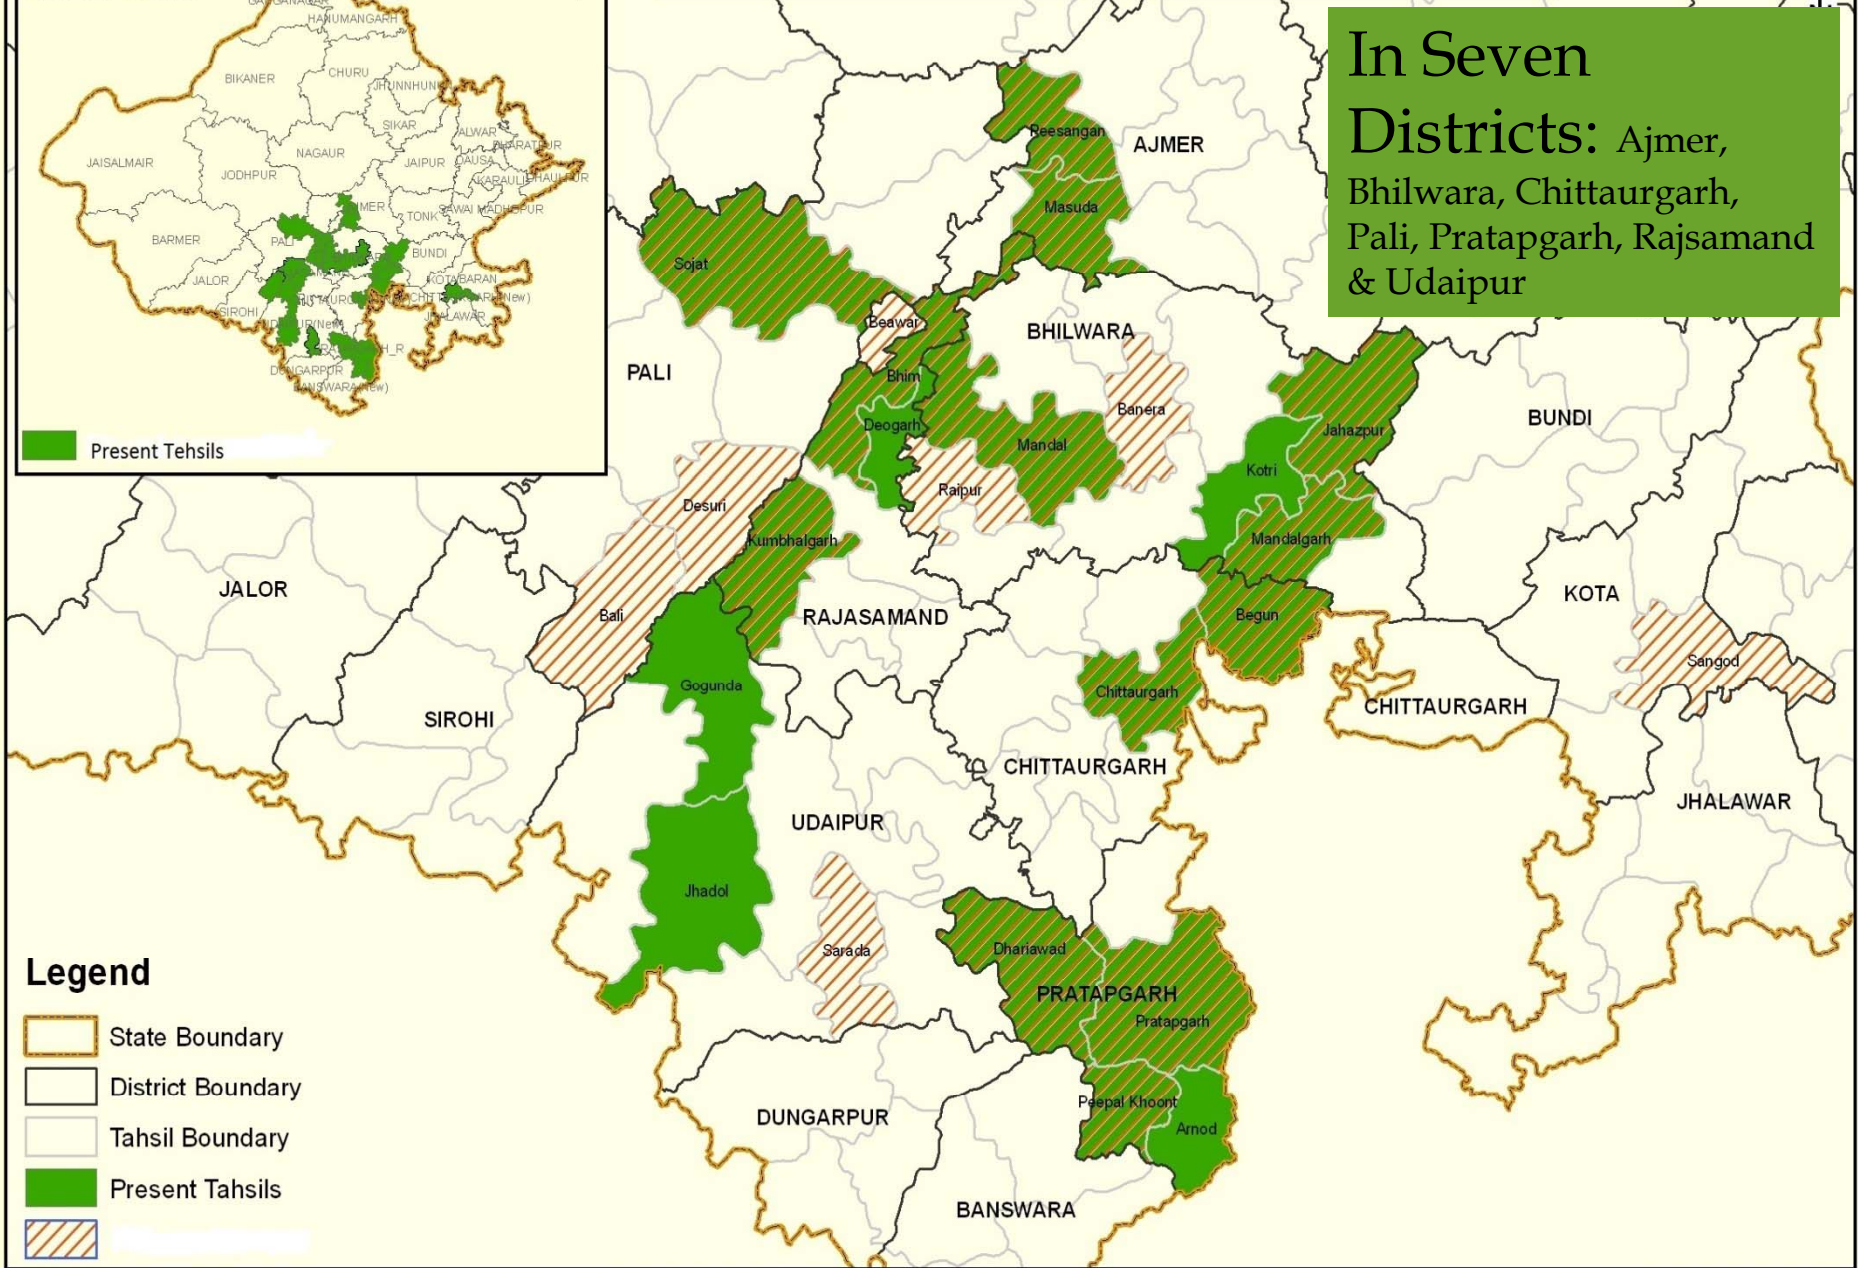 HANUMANGARH
BIKANER
CHURU
JHUNNHUNU
SIKAR
ALWAR
BHARATPUR
JAISALMAIR
NAGAUR
JAIPUR
DAUSA
JODHPUR
KARAULI
DHAULPUR
TONK
SAWAI MADHOPUR
BARMER
PALI
BUNDI
JALOR
KOTA
BARAN
SIROHI
JHALAWAR
DUNGARPUR
BANSWARA(New)
Present Tehsils
In Seven
Districts: Ajmer,
Bhilwara, Chittaurgarh,
Pali, Pratapgarh, Rajsamand
& Udaipur
Reesangan
AJMER
Masuda
Sojat
Beawar
BHILWARA
PALI
Bhim
Banera
Deogarh
Mandal
Jahazpur
BUNDI
Kotri
Raipur
Desuri
Kumbhalgarh
Mandalgarh
JALOR
KOTA
Bali
RAJASAMAND
Begun
Sangod
Gogunda
Chittaurgarh
CHITTAURGARH
SIROHI
CHITTAURGARH
JHALAWAR
UDAIPUR
Jhadol
Sarada
Dhariawad
PRATAPGARH
Pratapgarh
Peepal Khoont
DUNGARPUR
Arnod
BANSWARA
Legend
State Boundary
District Boundary
Tahsil Boundary
Present Tahsils